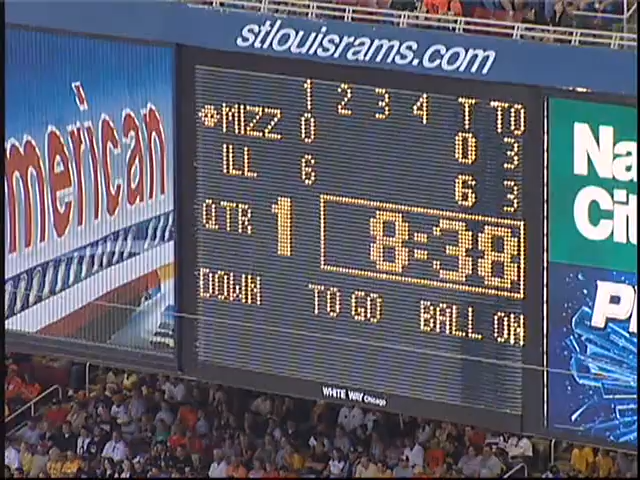 stlouisrams.com
merican
1 2 3 4 T TO
MIZZ 0 0 3
ILL 6 6 3
QTR 1 8:38
DOWN TO GO BALL ON
WHITE WAY Chicago
Na
Cit
P